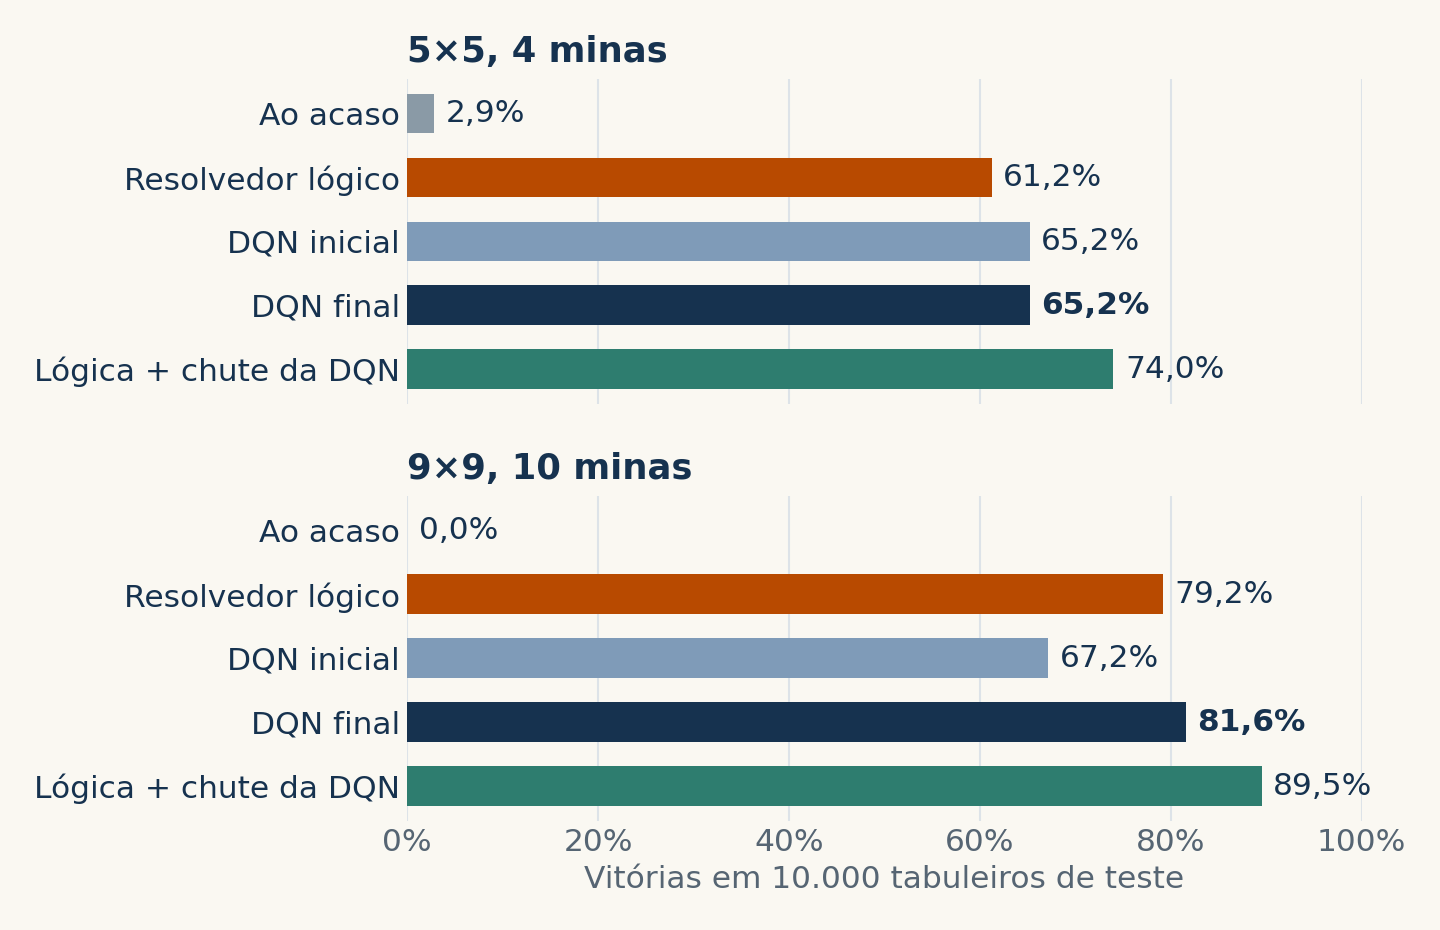 5×5, 4 minas
Ao acaso 2,9%
Resolvedor lógico 61,2%
DQN inicial 65,2%
DQN final 65,2%
Lógica + chute da DQN 74,0%
9×9, 10 minas
Ao acaso 0,0%
Resolvedor lógico 79,2%
DQN inicial 67,2%
DQN final 81,6%
Lógica + chute da DQN 89,5%
0% 20% 40% 60% 80% 100%
Vitórias em 10.000 tabuleiros de teste